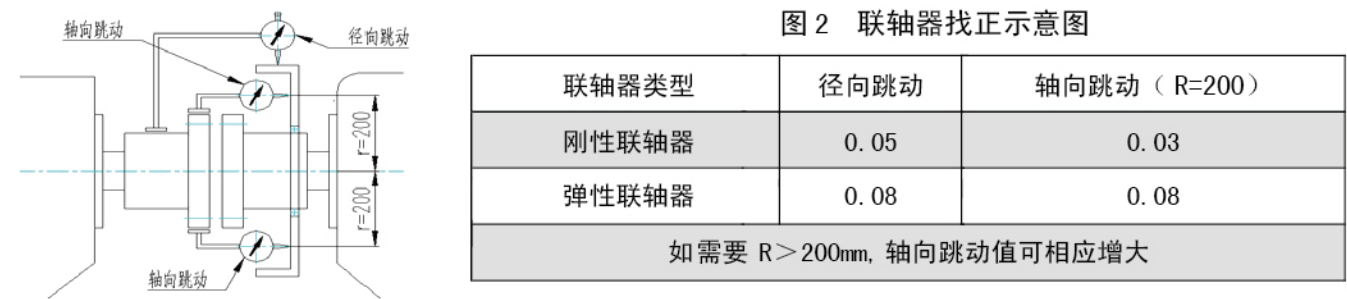 轴向跳动
径向跳动
r=200
r=200
轴向跳动
图2 联轴器找正示意图
联轴器类型 径向跳动 轴向跳动（R=200）
刚性联轴器 0.05 0.03
弹性联轴器 0.08 0.08
如需要 R＞200mm, 轴向跳动值可相应增大